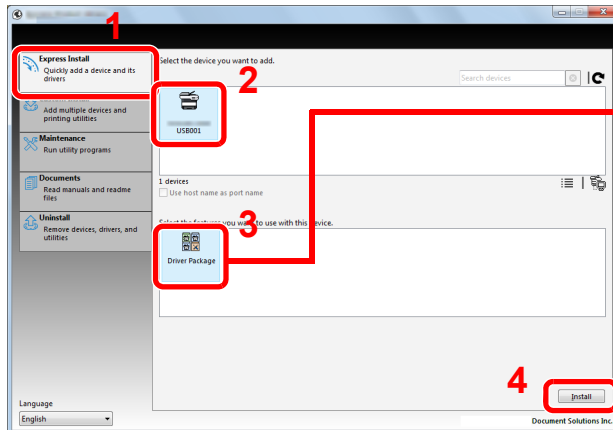 1
Express Install
Quickly add a device and its
drivers
Select the device you want to add.
2
Search devices
Add multiple devices and
printing utilities
USB001
Maintenance
Run utility programs
Documents
Read manuals and readme
files
1 devices
Use host name as port name
Uninstall
Remove devices, drivers, and
utilities
Select the features you want to use with this device.
3
Driver Package
4
Install
Language
English
Document Solutions Inc.